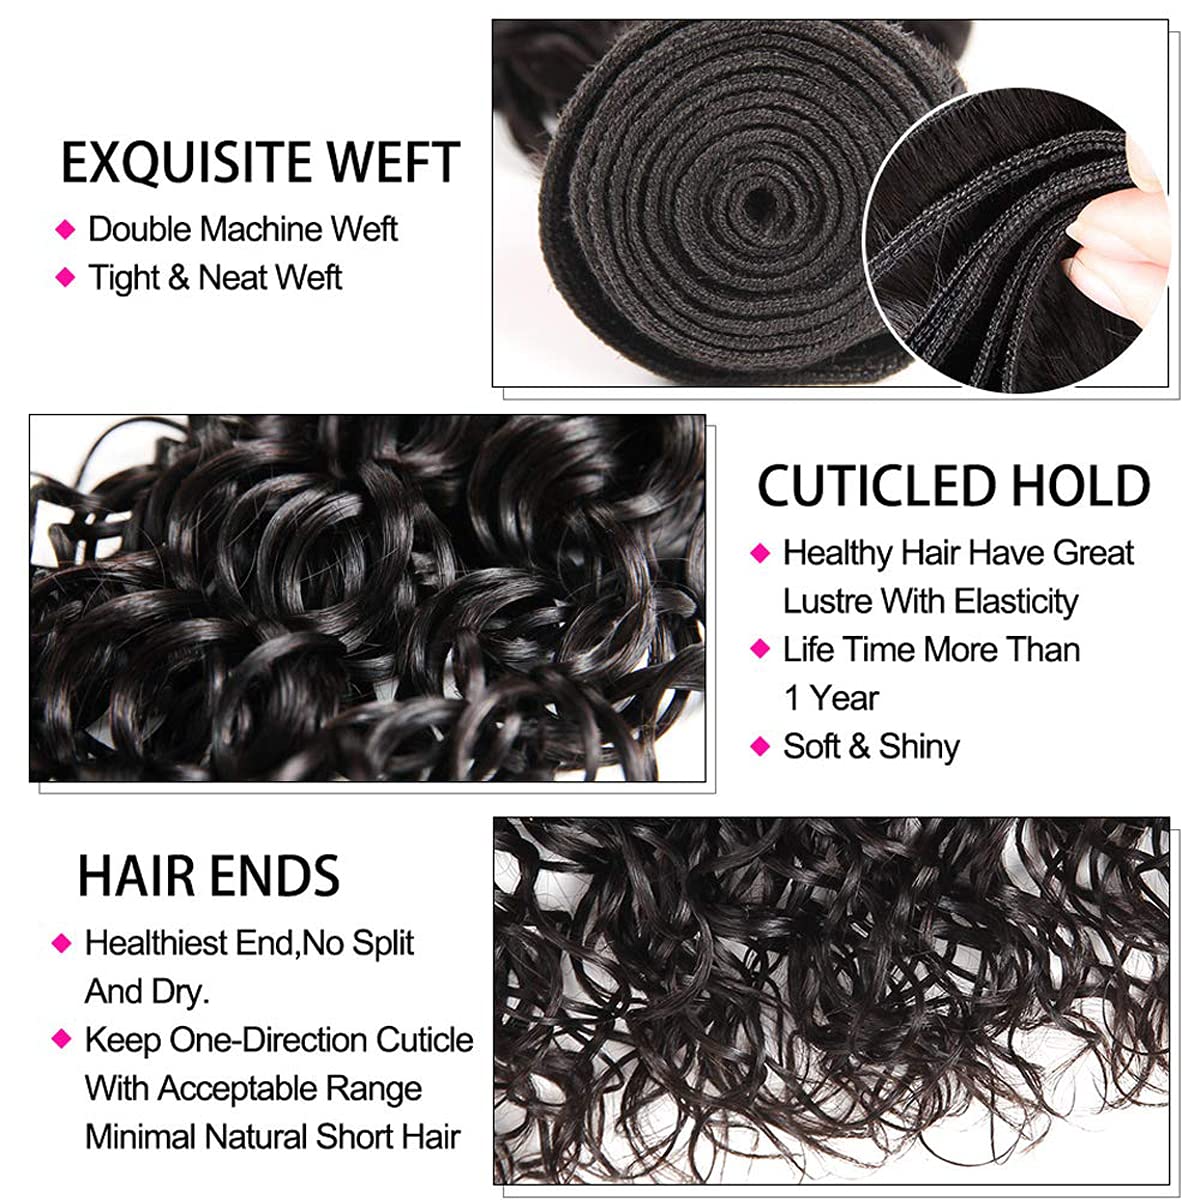 EXQUISITE WEFT
Double Machine Weft
Tight & Neat Weft
CUTICLED HOLD
Healthy Hair Have Great
Lustre With Elasticity
Life Time More Than
1 Year
Soft & Shiny
HAIR ENDS
Healthiest End,No Split
And Dry.
Keep One-Direction Cuticle
With Acceptable Range
Minimal Natural Short Hair